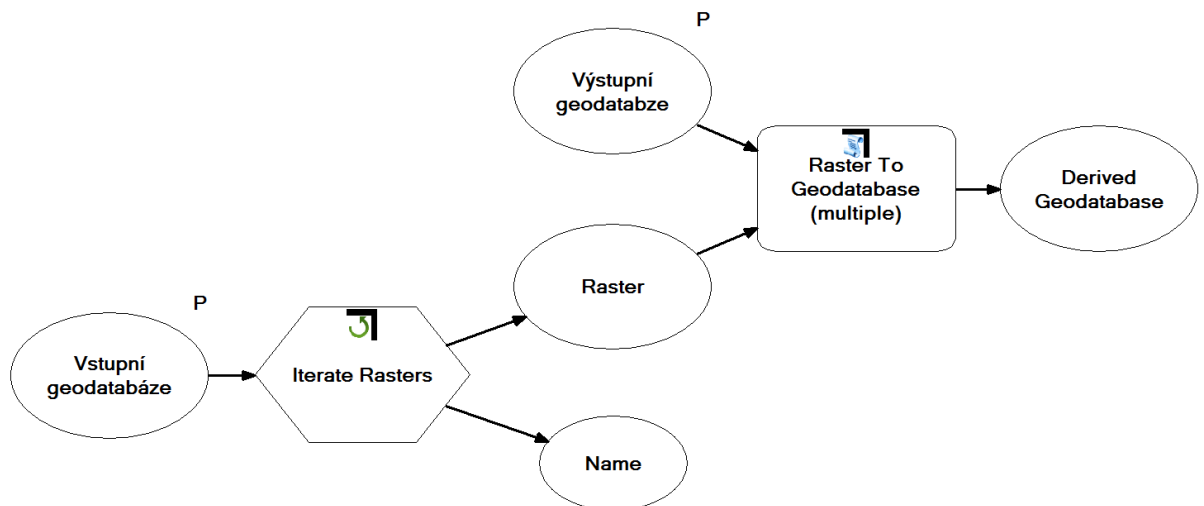 P
Výstupní
geodatabze
Raster To
Geodatabase
(multiple)
Derived
Geodatabase
Raster
P
Vstupní
geodatabáze
Iterate Rasters
Name